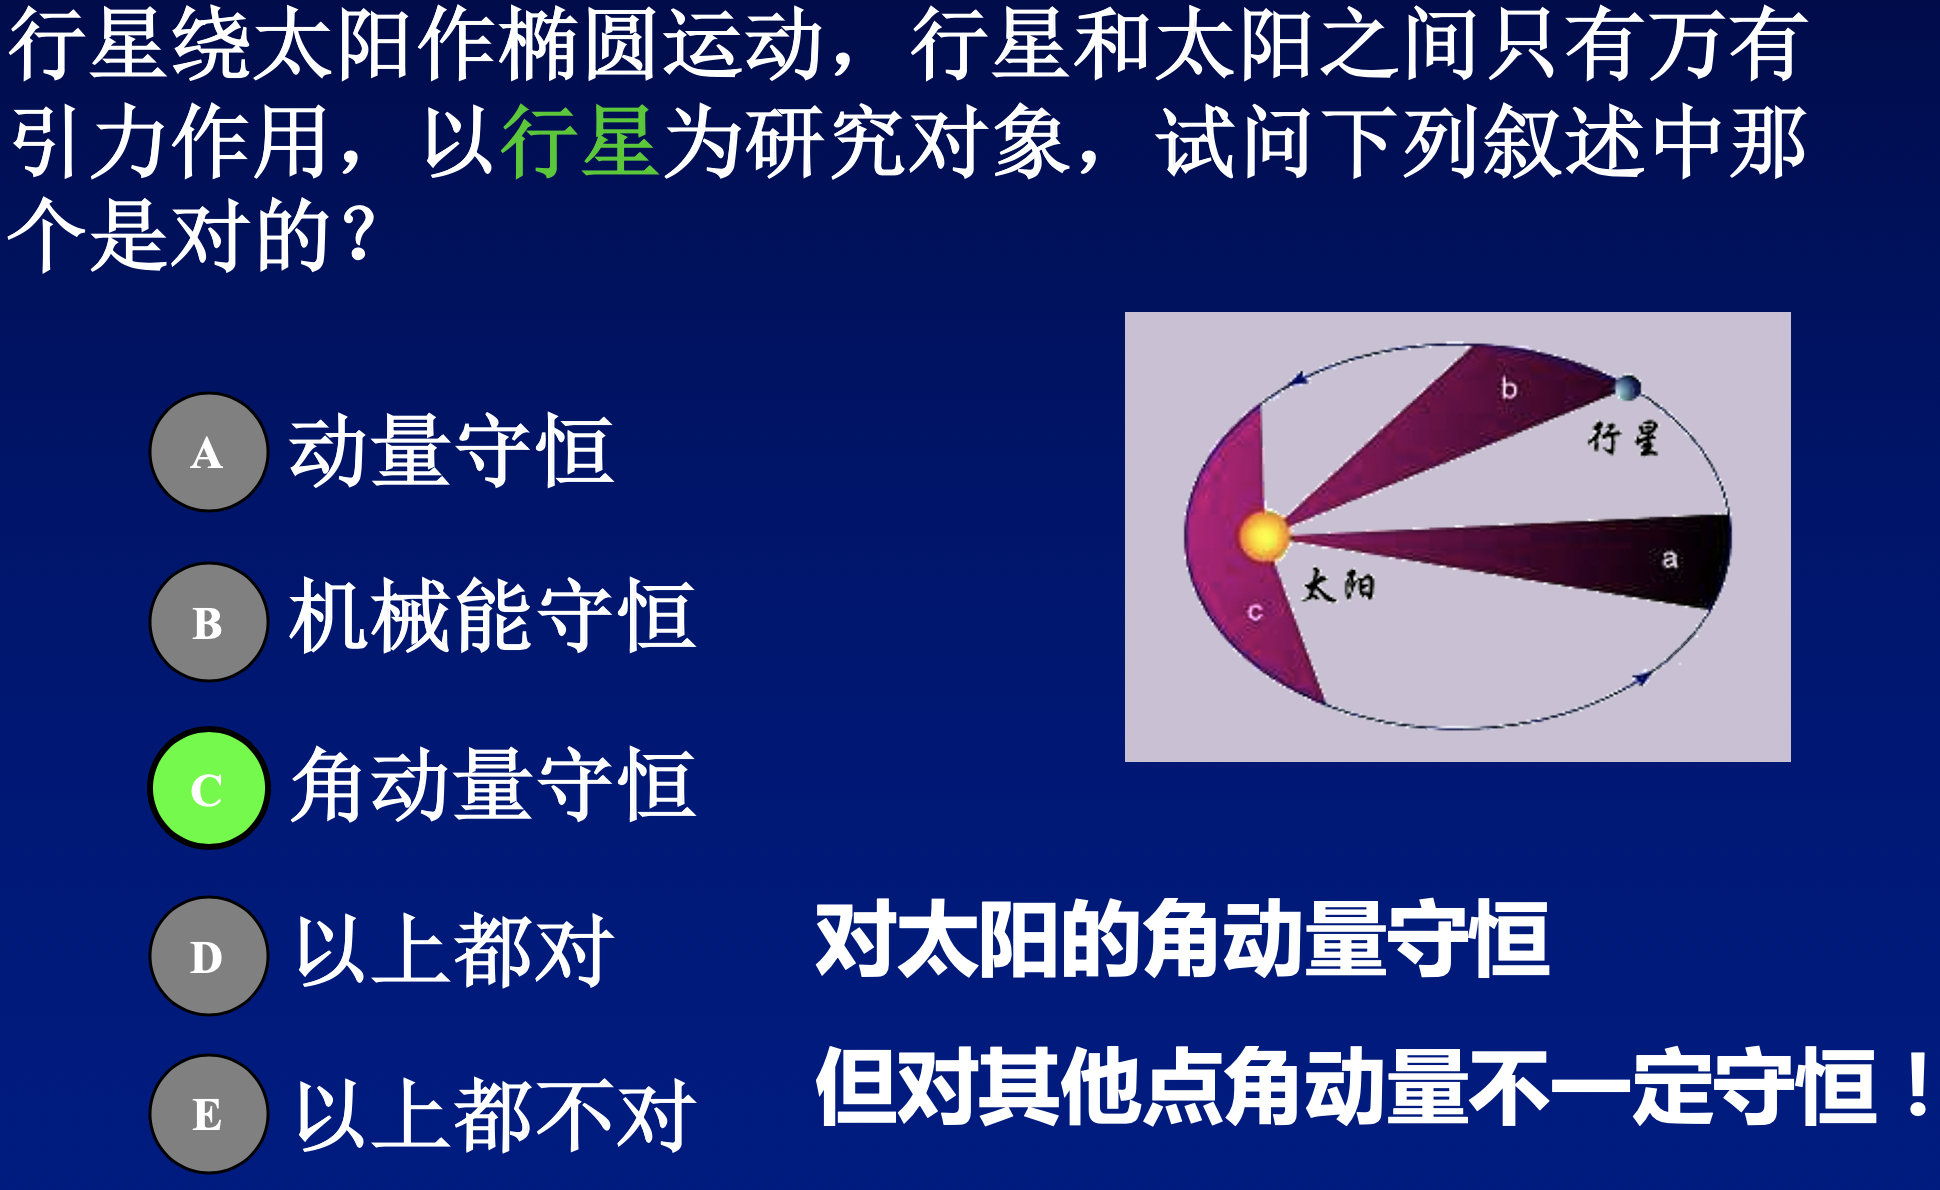 行星绕太阳作椭圆运动，行星和太阳之间只有万有
引力作用，以行星为研究对象，试问下列叙述中那
个是对的？
b
行星
A 动量守恒
a
太阳
B 机械能守恒
c
C 角动量守恒
D 以上都对
对太阳的角动量守恒
E 以上都不对
但对其他点角动量不一定守恒！